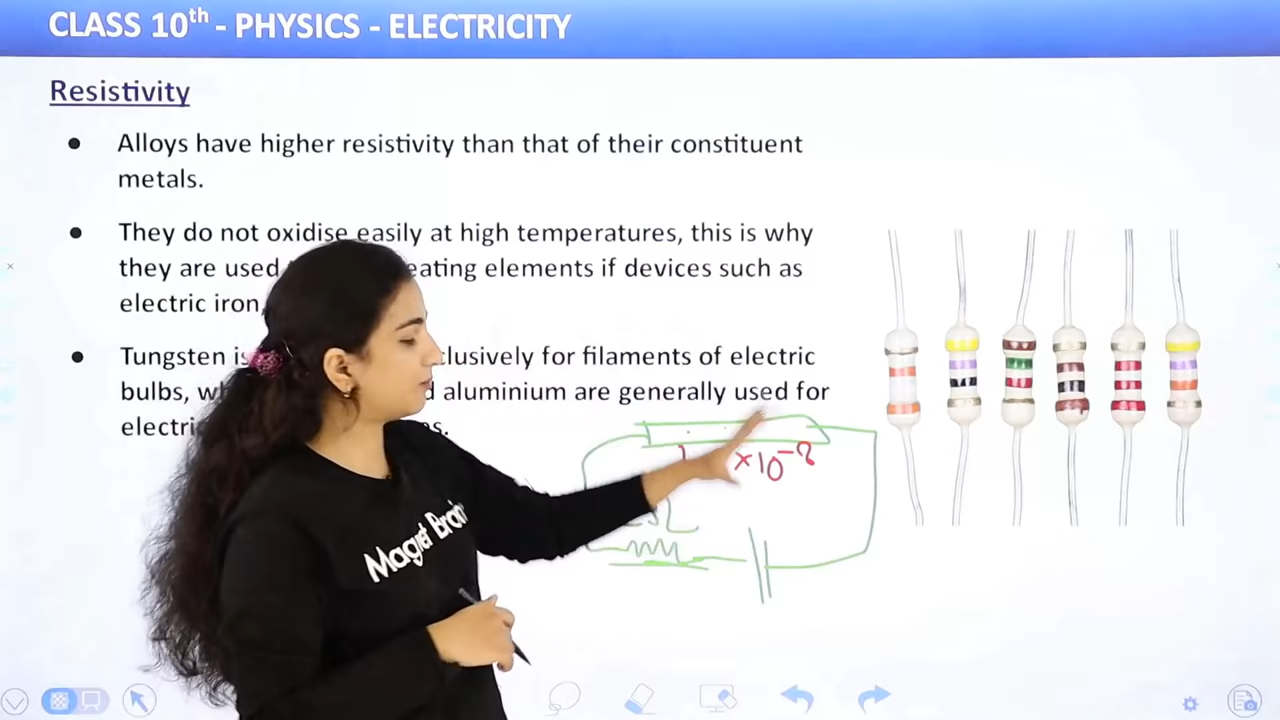 CLASS 10th - PHYSICS - ELECTRICITY
Resistivity
Alloys have higher resistivity than that of their constituent
metals.
They do not oxidise easily at high temperatures, this is why
they are used eating elements if devices such as
electric iron,
Tungsten is clusively for filaments of electric
bulbs, aluminium are generally used for
×10⁻⁸
Magnet Brain